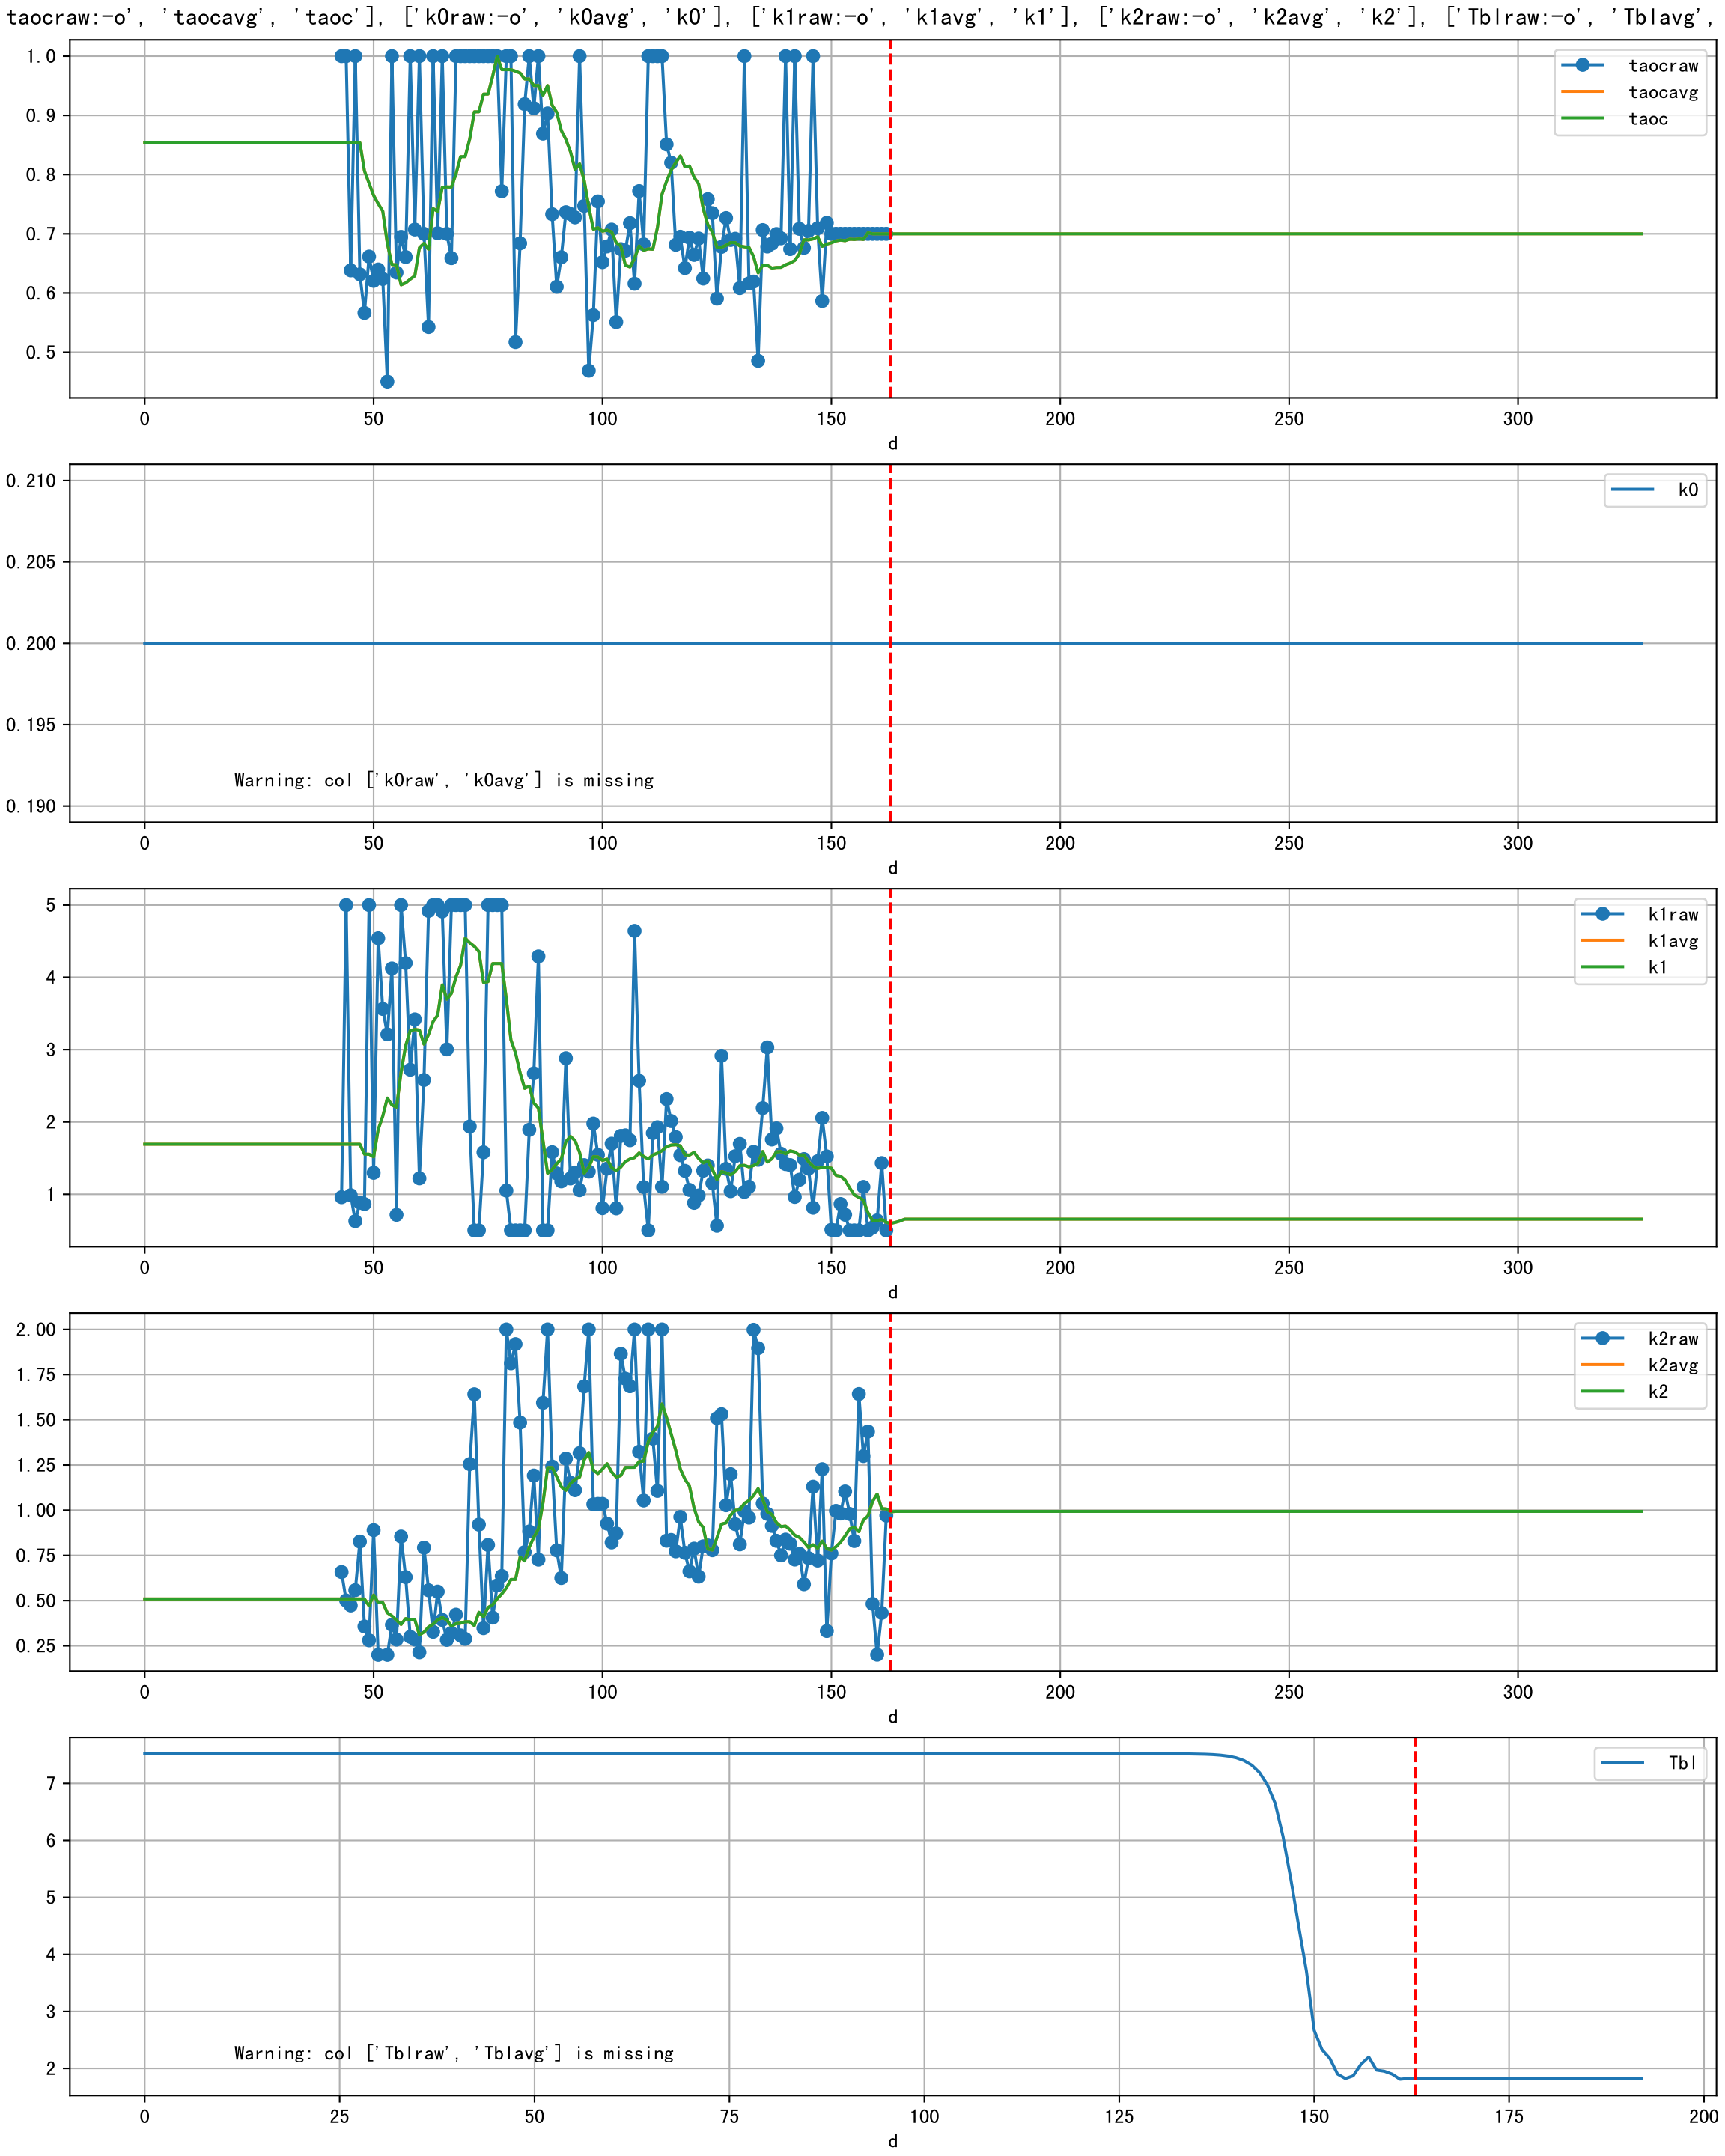 taocraw:-o', 'taocavg', 'taoc'], ['k0raw:-o', 'k0avg', 'k0'], ['k1raw:-o', 'k1avg', 'k1'], ['k2raw:-o', 'k2avg', 'k2'], ['Tblraw:-o', 'Tblavg',
1.0
0.9
0.8
0.7
0.6
0.5
taocraw
taocavg
taoc
0 50 100 150 200 250 300
d
0.210
0.205
0.200
0.195
0.190
k0
Warning: col ['k0raw', 'k0avg'] is missing
0 50 100 150 200 250 300
d
5
4
3
2
1
k1raw
k1avg
k1
0 50 100 150 200 250 300
d
2.00
1.75
1.50
1.25
1.00
0.75
0.50
0.25
k2raw
k2avg
k2
0 50 100 150 200 250 300
d
7
6
5
4
3
2
Tbl
Warning: col ['Tblraw', 'Tblavg'] is missing
0 25 50 75 100 125 150 175 200
d